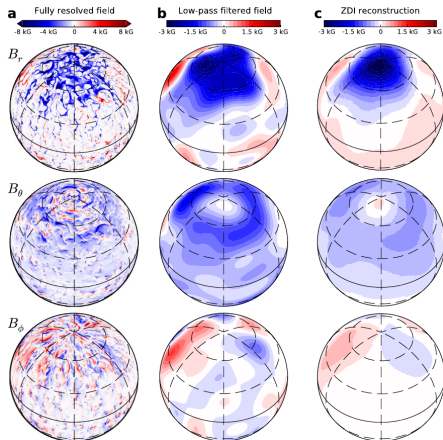 a Fully resolved field
-8 kG -4 kG 0 4 kG 8 kG
b Low-pass filtered field
-3 kG -1.5 kG 0 1.5 kG 3 kG
c ZDI reconstruction
-3 kG -1.5 kG 0 1.5 kG 3 kG
B_r
B_θ
B_ϕ